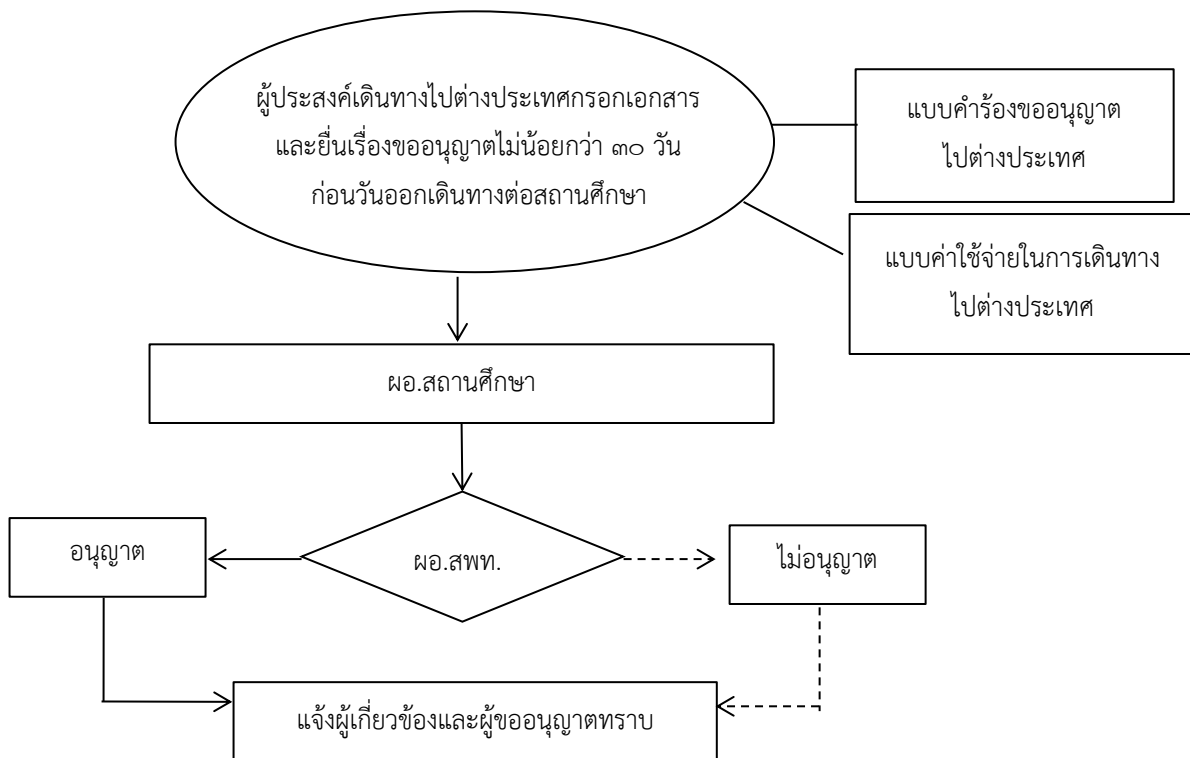 ผู้ประสงค์เดินทางไปต่างประเทศกรอกเอกสาร
และยื่นเรื่องขออนุญาตไม่น้อยกว่า ๓๐ วัน
ก่อนวันออกเดินทางต่อสถานศึกษา
แบบคำร้องขออนุญาต
ไปต่างประเทศ
แบบค่าใช้จ่ายในการเดินทาง
ไปต่างประเทศ
ผอ.สถานศึกษา
อนุญาต
ผอ.สพท.
ไม่อนุญาต
แจ้งผู้เกี่ยวข้องและผู้ขออนุญาตทราบ